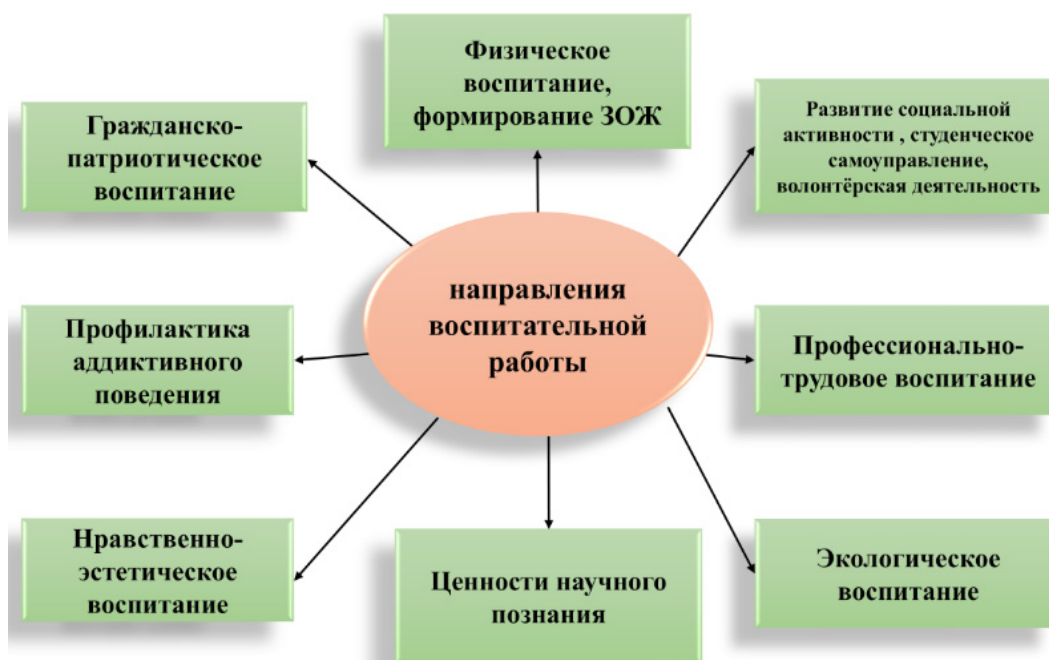 Физическое
воспитание,
формирование ЗОЖ
Гражданско-
патриотическое
воспитание
Развитие социальной
активности , студенческое
самоуправление,
волонтёрская деятельность
направления
воспитательной
работы
Профилактика
аддиктивного
поведения
Профессионально-
трудовое воспитание
Нравственно-
эстетическое
воспитание
Ценности научного
познания
Экологическое
воспитание